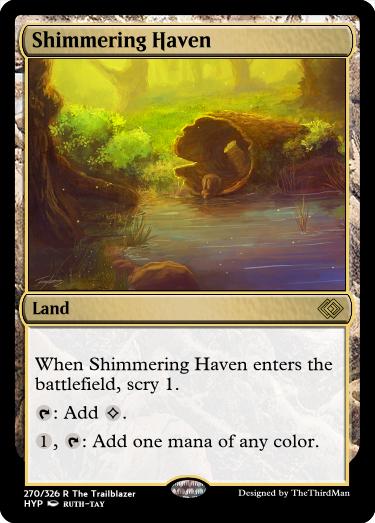 Shimmering Haven
Land
When Shimmering Haven enters the
battlefield, scry 1.
: Add .
1, : Add one mana of any color.
270/326 R The Trailblazer
HYP RUTH-TAY
Designed by TheThirdMan